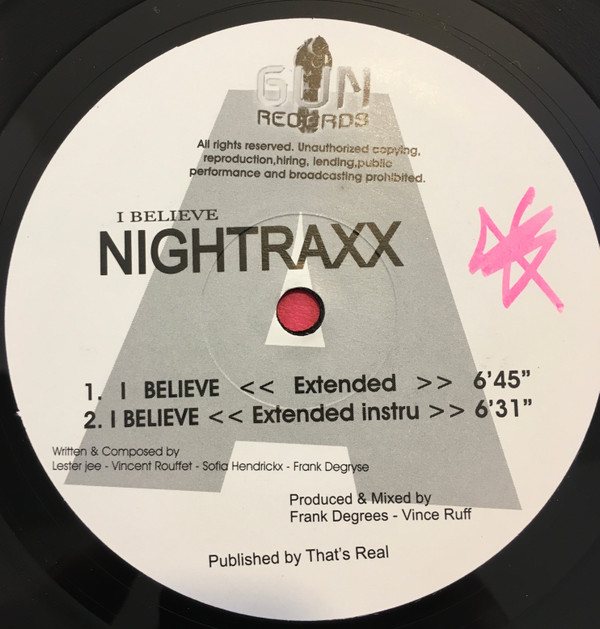 GUN
RECORDS
All rights reserved. Unauthorized copying,
reproduction,hiring, lending,public
performance and broadcasting prohibited.
I BELIEVE
NIGHTRAXX
A
1. I BELIEVE << Extended >> 6'45"
2. I BELIEVE << Extended instru >> 6'31"
Written & Composed by
Lester jee - Vincent Rouffet - Sofia Hendrickx - Frank Degryse
Produced & Mixed by
Frank Degrees - Vince Ruff
Published by That's Real